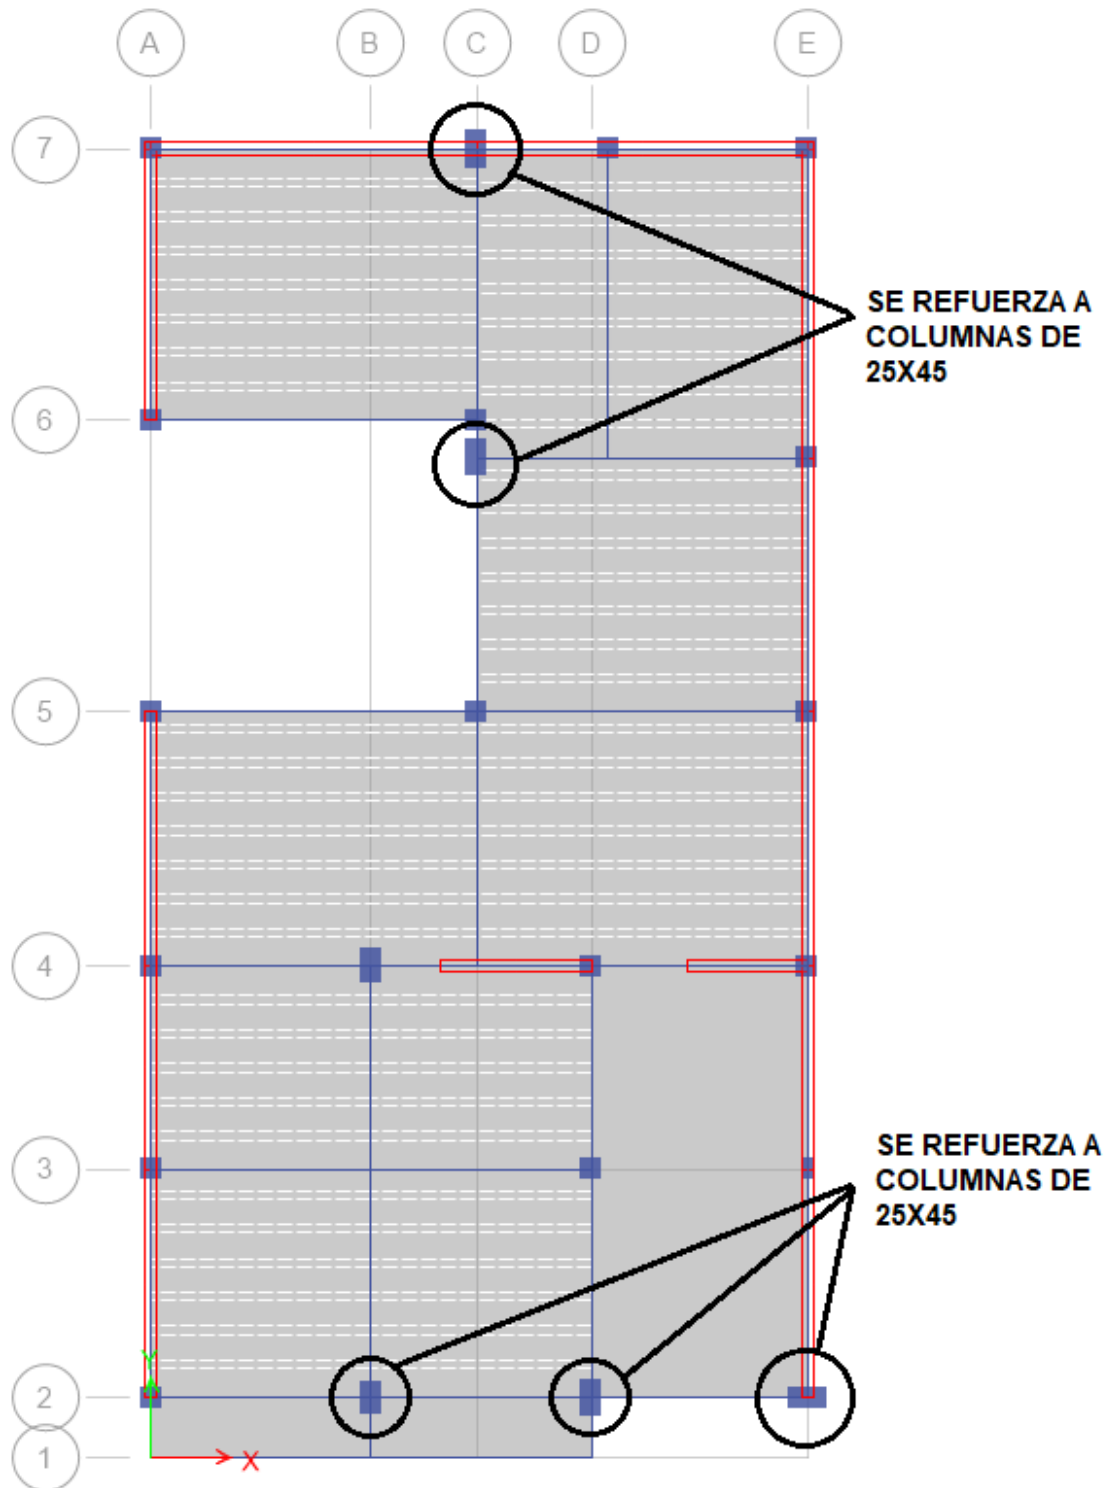 A B C D E
7
SE REFUERZA A
COLUMNAS DE
25X45
6
5
4
SE REFUERZA A
COLUMNAS DE
25X45
3
Y
2
1
X